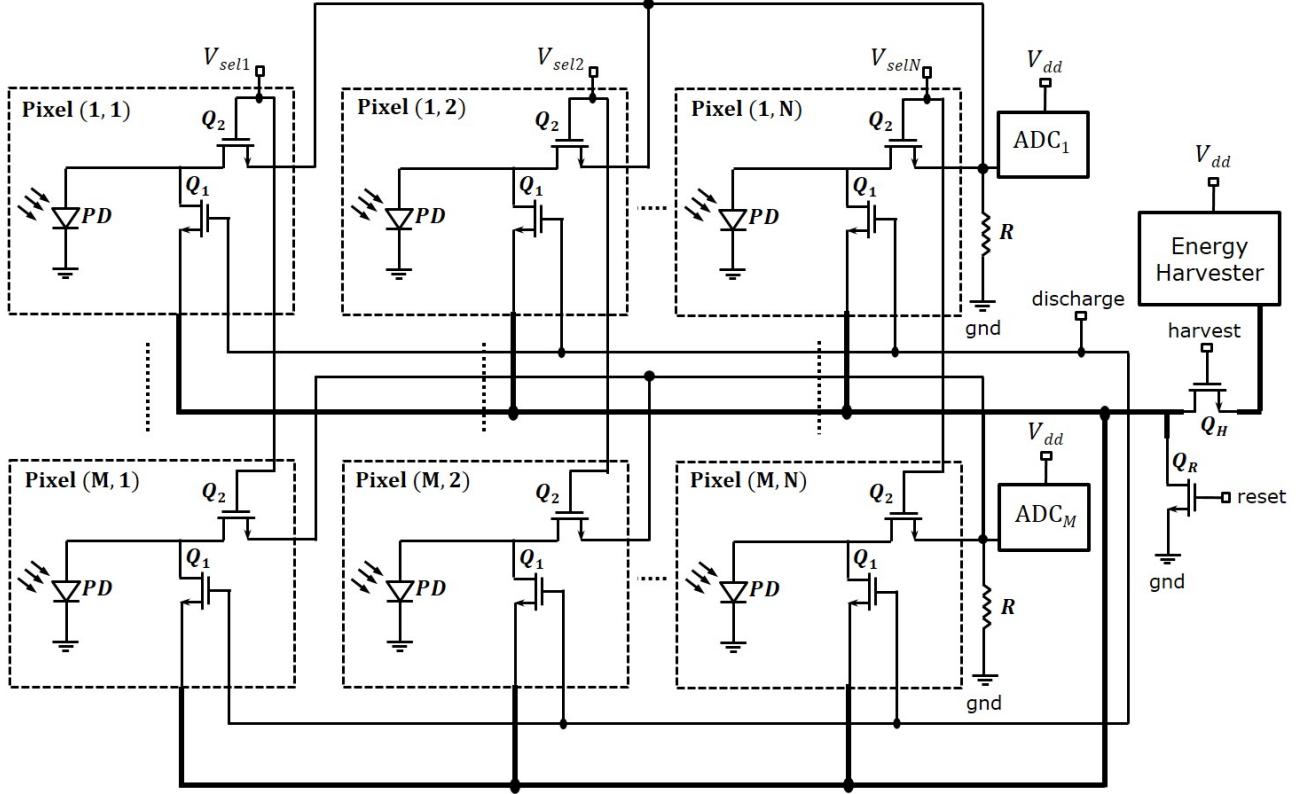 V_sel1
V_sel2
V_selN
V_dd
Pixel (1, 1)
Pixel (1, 2)
Pixel (1, N)
Q_2
Q_2
Q_2
ADC_1
V_dd
Q_1
Q_1
Q_1
PD
PD
PD
R
Energy
Harvester
gnd
discharge
harvest
Q_H
V_dd
Q_R
Pixel (M, 1)
Pixel (M, 2)
Pixel (M, N)
Q_2
Q_2
Q_2
reset
ADC_M
Q_1
Q_1
Q_1
gnd
PD
PD
PD
R
gnd